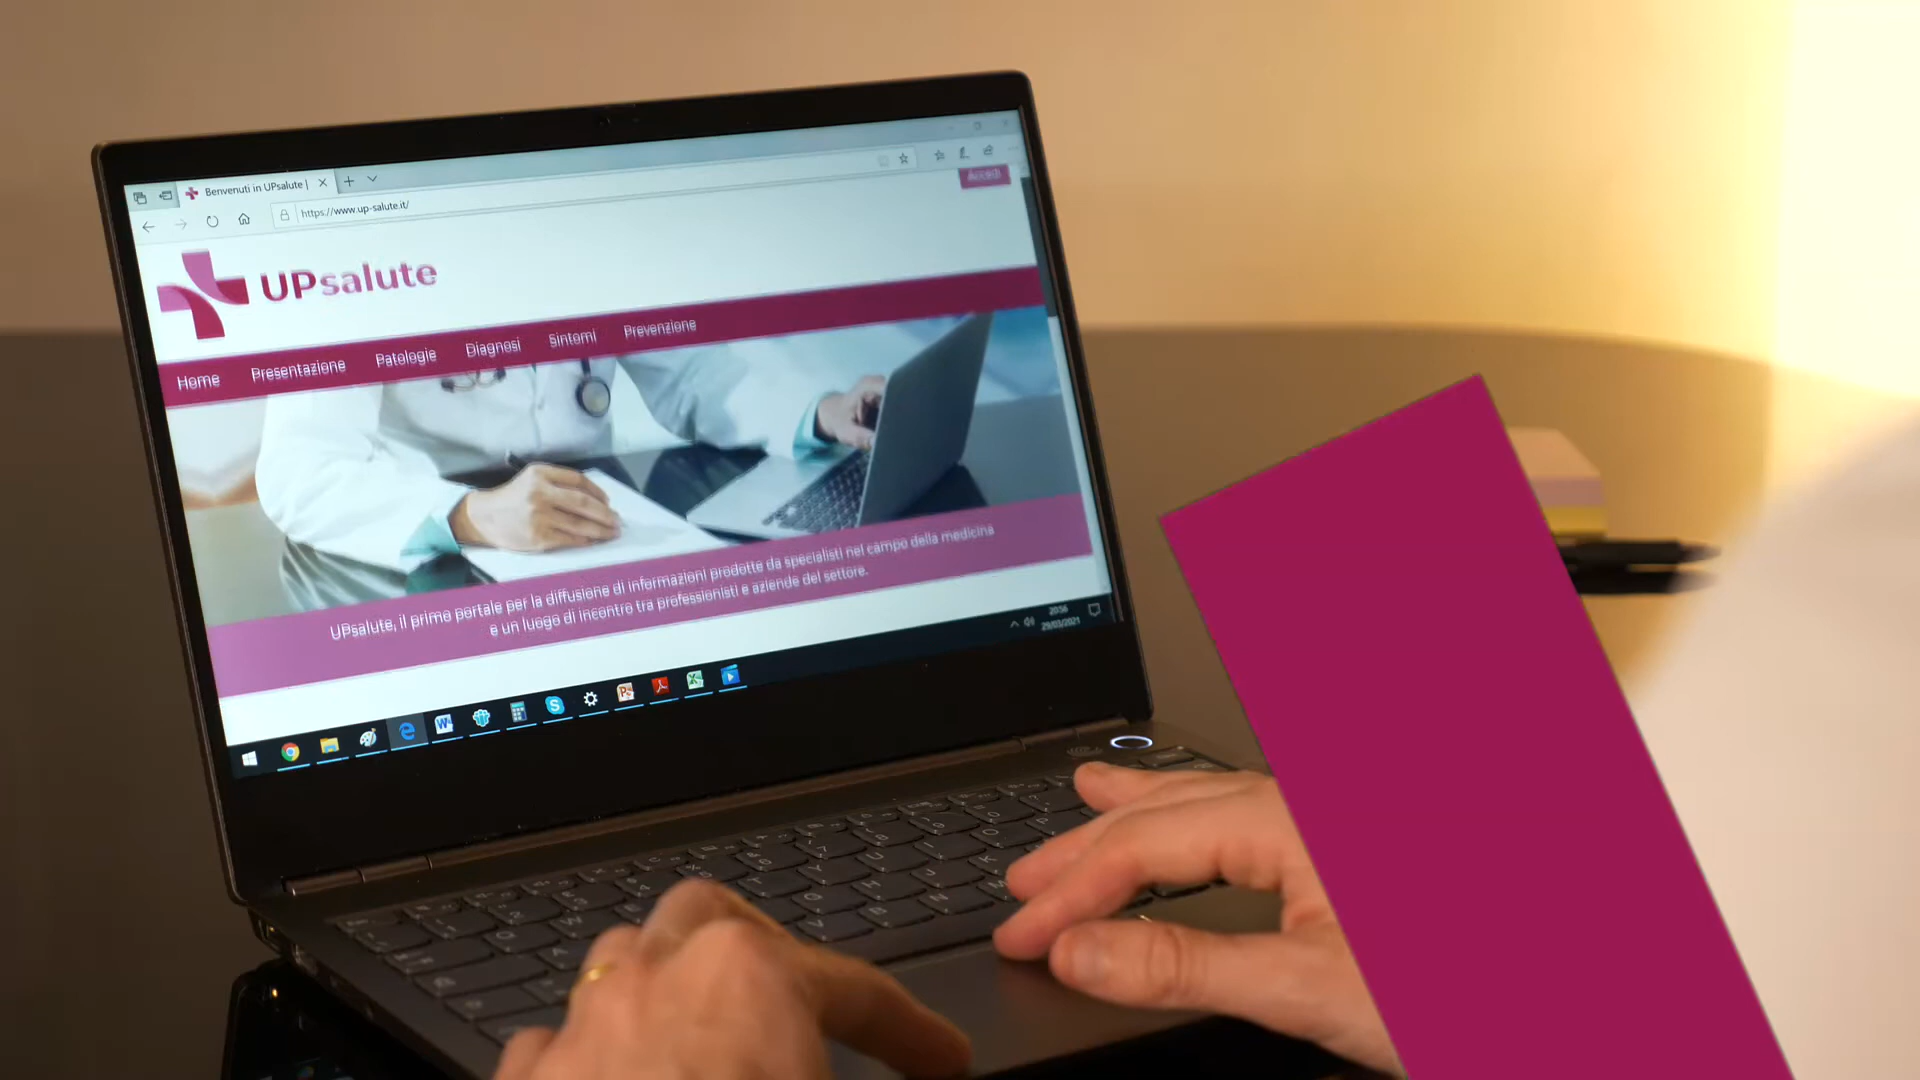 Benvenuti in UPsalute |
https://www.up-salute.it/
Accedi
UPsalute
Home Presentazione Patologie Diagnosi Sintomi Prevenzione
UPsalute, il primo portale per la diffusione di informazioni prodotte da specialisti nel campo della medicina
e un luogo di incontro tra professionisti e aziende del settore.
20:56
29/03/2021